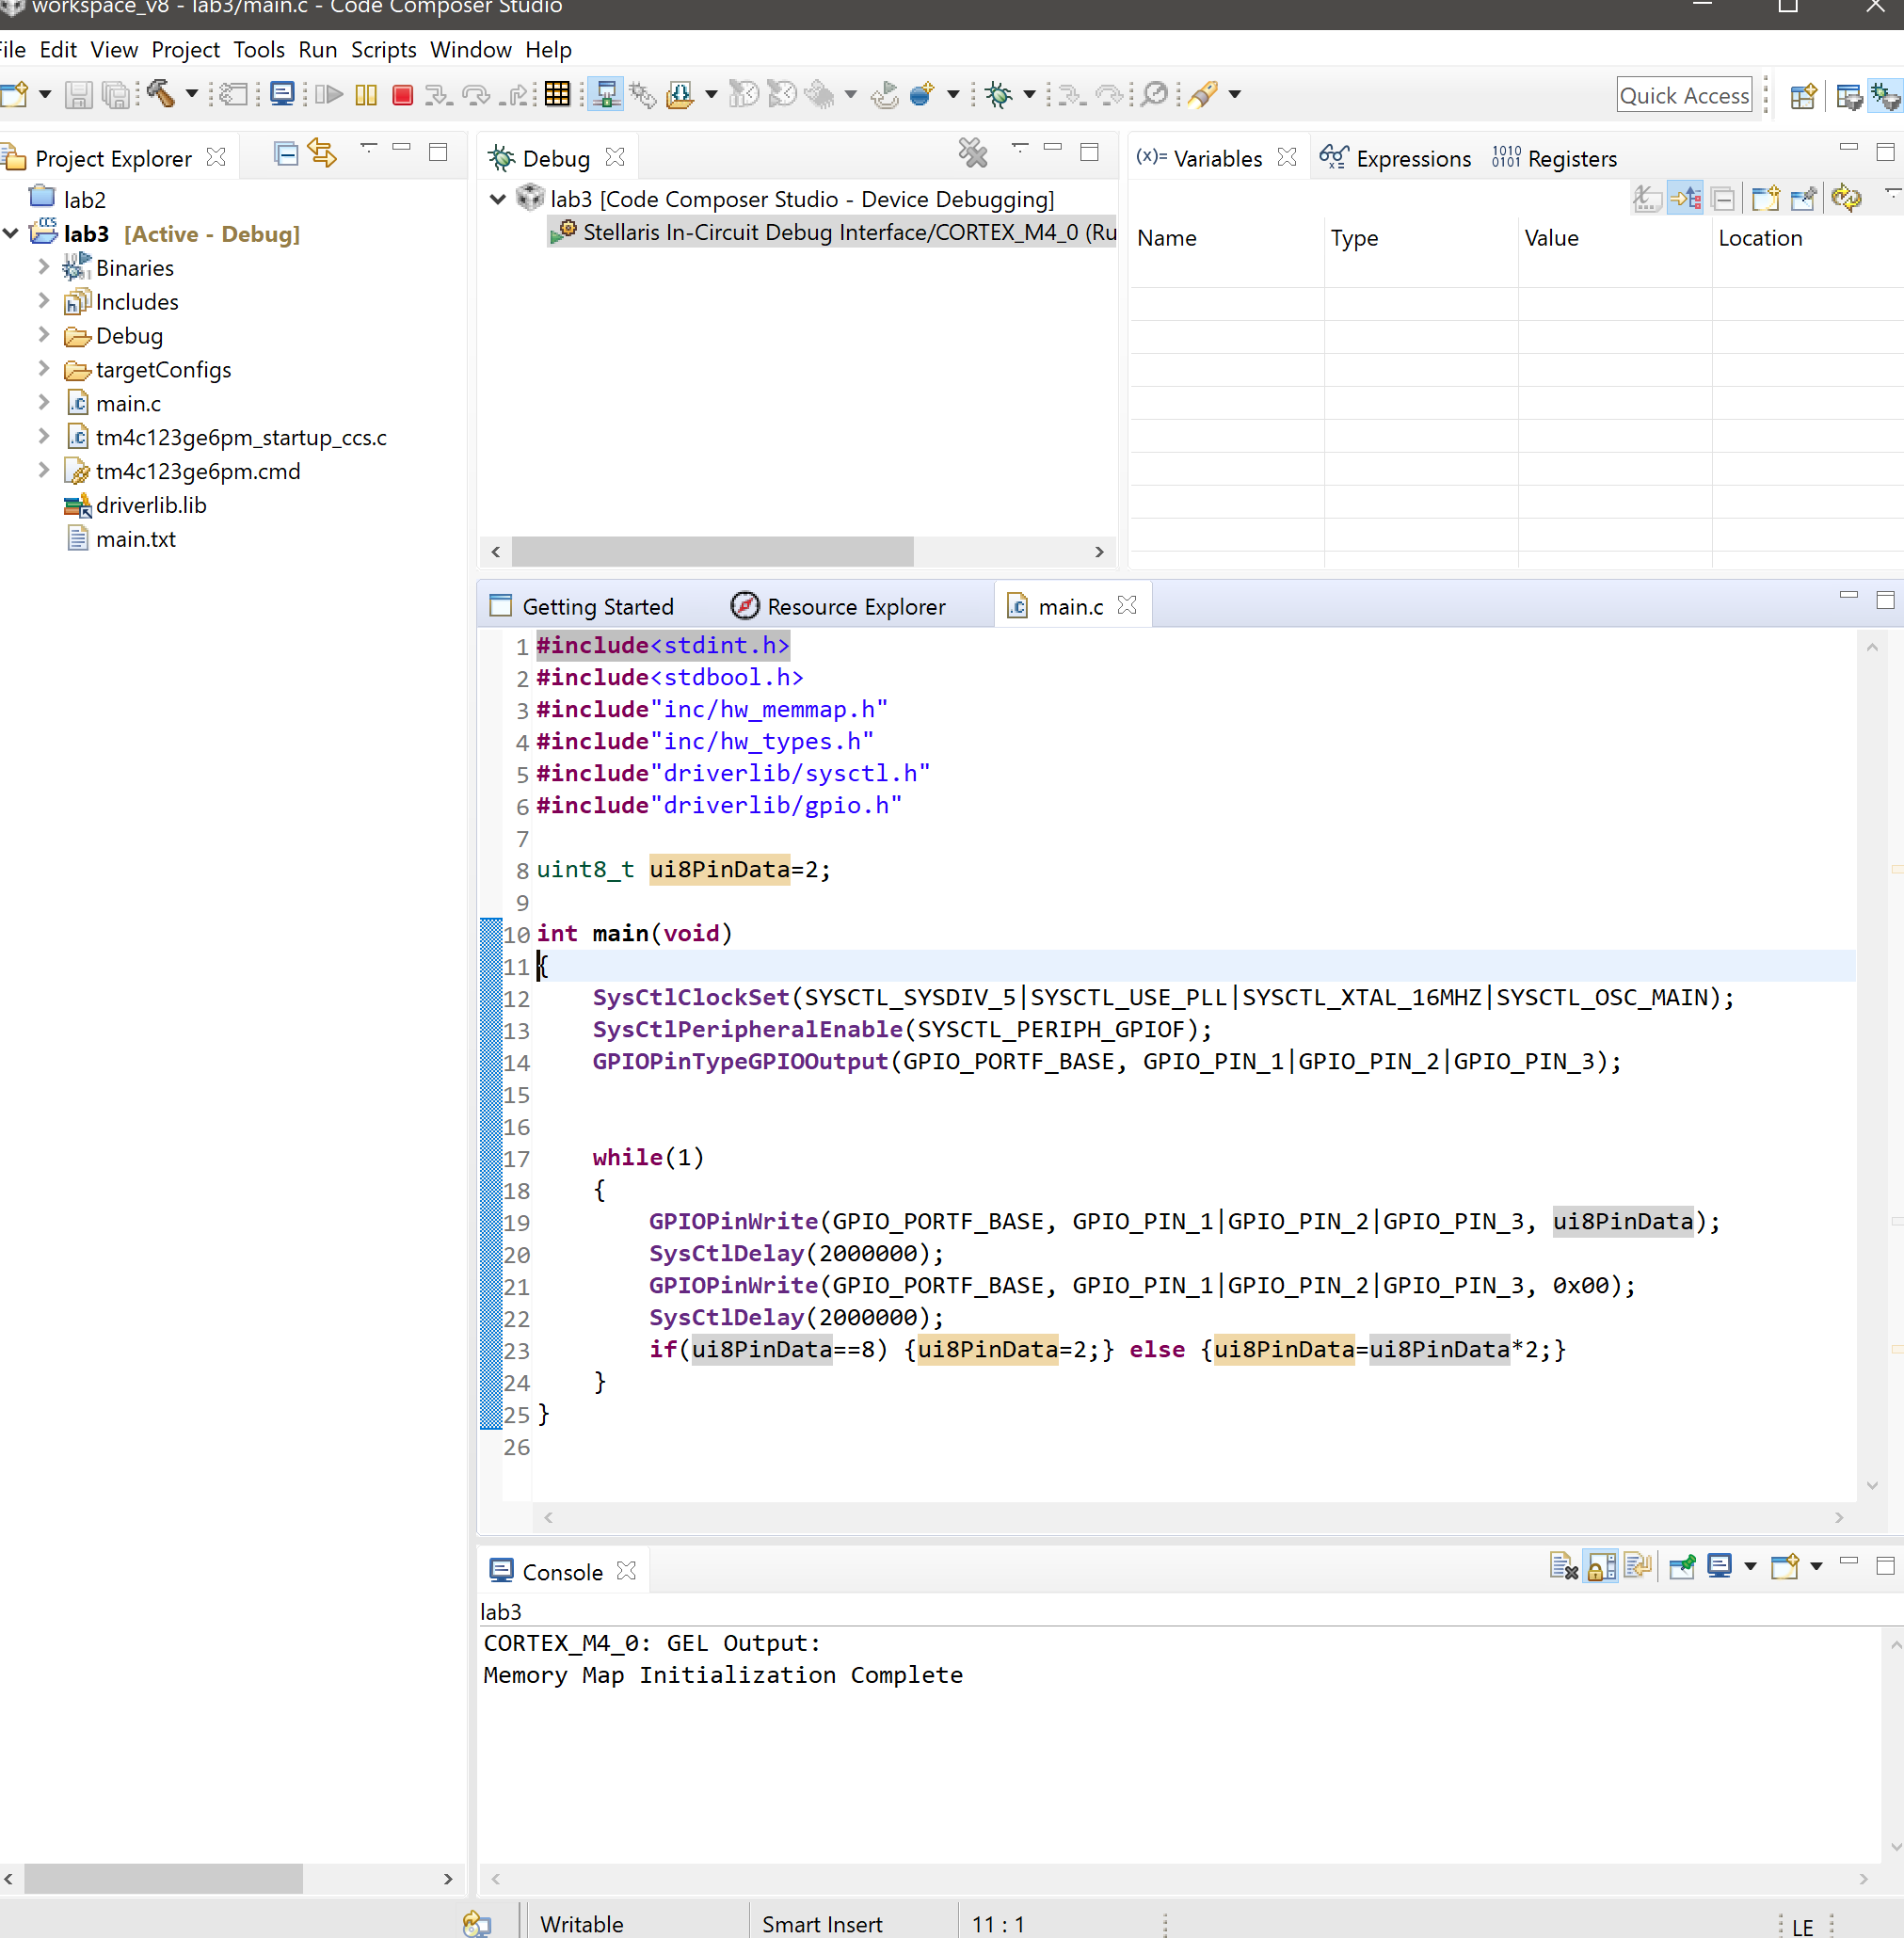 workspace_v8 - lab3/main.c - Code Composer Studio
File Edit View Project Tools Run Scripts Window Help
Quick Access
Project Explorer
lab2
lab3 [Active - Debug]
Binaries
Includes
Debug
targetConfigs
main.c
tm4c123ge6pm_startup_ccs.c
tm4c123ge6pm.cmd
driverlib.lib
main.txt
Debug
lab3 [Code Composer Studio - Device Debugging]
Stellaris In-Circuit Debug Interface/CORTEX_M4_0 (Ru
(x)= Variables Expressions 1010 0101 Registers
Name Type Value Location
Getting Started Resource Explorer main.c
1 #include<stdint.h>
2 #include<stdbool.h>
3 #include"inc/hw_memmap.h"
4 #include"inc/hw_types.h"
5 #include"driverlib/sysctl.h"
6 #include"driverlib/gpio.h"
7
8 uint8_t ui8PinData=2;
9
10 int main(void)
11 {
12     SysCtlClockSet(SYSCTL_SYSDIV_5|SYSCTL_USE_PLL|SYSCTL_XTAL_16MHZ|SYSCTL_OSC_MAIN);
13     SysCtlPeripheralEnable(SYSCTL_PERIPH_GPIOF);
14     GPIOPinTypeGPIOOutput(GPIO_PORTF_BASE, GPIO_PIN_1|GPIO_PIN_2|GPIO_PIN_3);
15
16
17     while(1)
18     {
19         GPIOPinWrite(GPIO_PORTF_BASE, GPIO_PIN_1|GPIO_PIN_2|GPIO_PIN_3, ui8PinData);
20         SysCtlDelay(2000000);
21         GPIOPinWrite(GPIO_PORTF_BASE, GPIO_PIN_1|GPIO_PIN_2|GPIO_PIN_3, 0x00);
22         SysCtlDelay(2000000);
23         if(ui8PinData==8) {ui8PinData=2;} else {ui8PinData=ui8PinData*2;}
24     }
25 }
26
Console
lab3
CORTEX_M4_0: GEL Output:
Memory Map Initialization Complete
Writable Smart Insert 11 : 1 LE